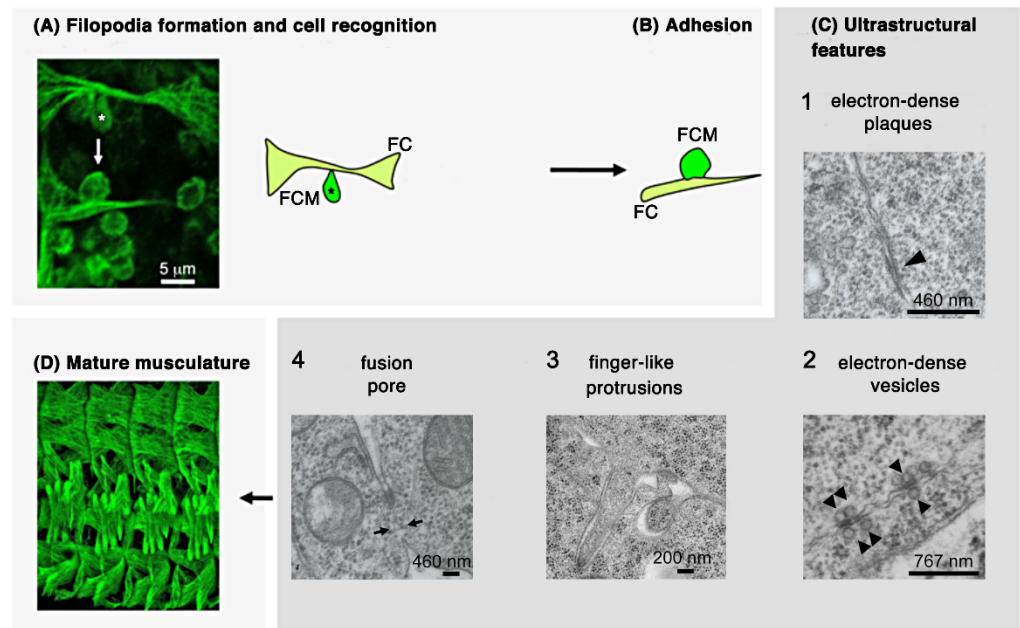 (A) Filopodia formation and cell recognition
*
5 µm
FC
FCM
*
(B) Adhesion
FCM
FC
(C) Ultrastructural
features
1 electron-dense
plaques
460 nm
2 electron-dense
vesicles
767 nm
3 finger-like
protrusions
200 nm
4 fusion
pore
460 nm
(D) Mature musculature